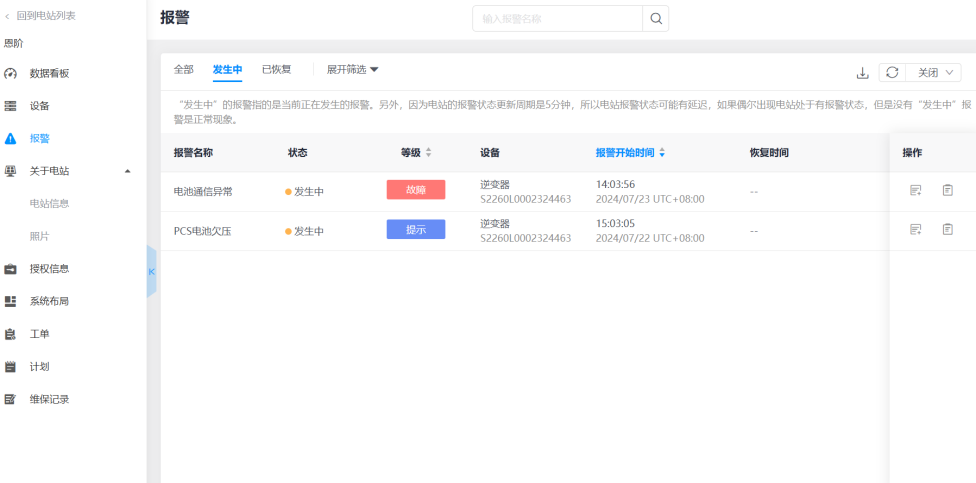 回到电站列表
恩阶
数据看板
设备
报警
关于电站
电站信息
照片
授权信息
系统布局
工单
计划
维保记录
报警
输入报警名称
全部 发生中 已恢复 展开筛选
关闭
“发生中”的报警指的是当前正在发生的报警。另外，因为电站的报警状态更新周期是5分钟，所以电站报警状态可能有延迟，如果偶尔出现电站处于有报警状态，但是没有“发生中”报
警是正常现象。
报警名称 状态 等级 设备 报警开始时间 恢复时间 操作
电池通信异常 发生中 故障 逆变器 14:03:56 --
S2260L0002324463 2024/07/23 UTC+08:00
PCS电池欠压 发生中 提示 逆变器 15:03:05 --
S2260L0002324463 2024/07/22 UTC+08:00